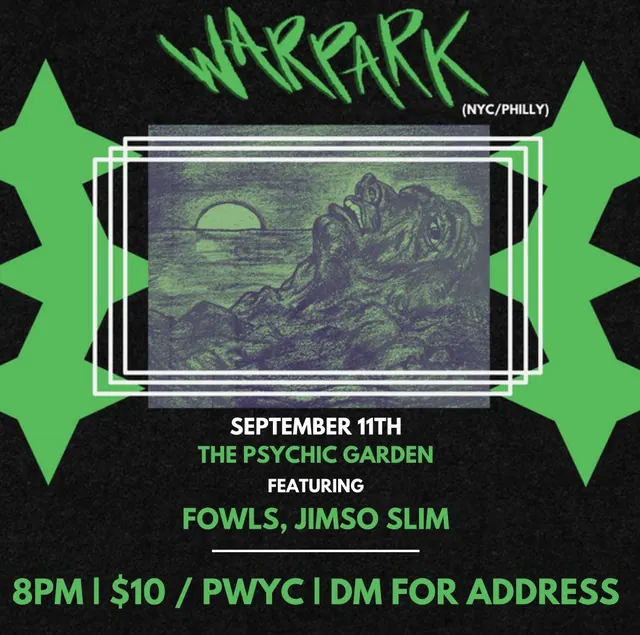 WARPARK
(NYC/PHILLY)
SEPTEMBER 11TH
THE PSYCHIC GARDEN
FEATURING
FOWLS, JIMSO SLIM
8PM | $10 / PWYC | DM FOR ADDRESS